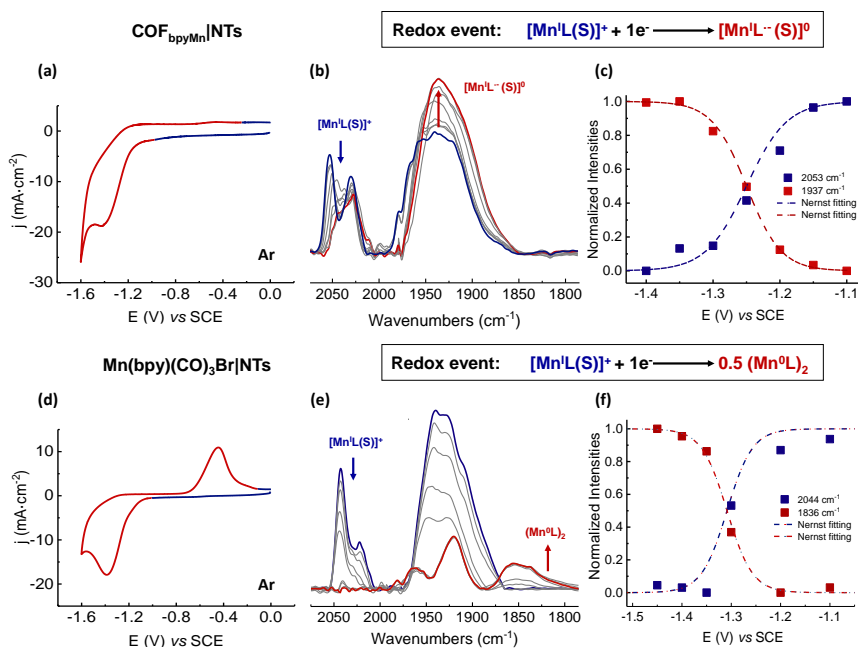 COF_bpyMn|NTs
Redox event: [Mn^I L(S)]⁺ + 1e⁻ → [Mn^I L·⁻(S)]⁰
(a)
(b)
(c)
j (mA·cm⁻²)
0
-10
-20
-30
-1.6 -1.2 -0.8 -0.4 0.0
E (V) vs SCE
Ar
[Mn^I L(S)]⁺
[Mn^I L·⁻(S)]⁰
2050 2000 1950 1900 1850 1800
Wavenumbers (cm⁻¹)
Normalized Intensities
1.0
0.8
0.6
0.4
0.2
0.0
2053 cm⁻¹
1937 cm⁻¹
Nernst fitting
Nernst fitting
-1.4 -1.3 -1.2 -1.1
E (V) vs SCE
Mn(bpy)(CO)₃Br|NTs
Redox event: [Mn^I L(S)]⁺ + 1e⁻ → 0.5 (Mn⁰L)₂
(d)
(e)
(f)
j (mA·cm⁻²)
10
0
-10
-20
-1.6 -1.2 -0.8 -0.4 0.0
E (V) vs SCE
Ar
[Mn^I L(S)]⁺
(Mn⁰L)₂
2050 2000 1950 1900 1850 1800
Wavenumbers (cm⁻¹)
Normalized Intensities
1.0
0.8
0.6
0.4
0.2
0.0
2044 cm⁻¹
1836 cm⁻¹
Nernst fitting
Nernst fitting
-1.5 -1.4 -1.3 -1.2 -1.1
E (V) vs SCE